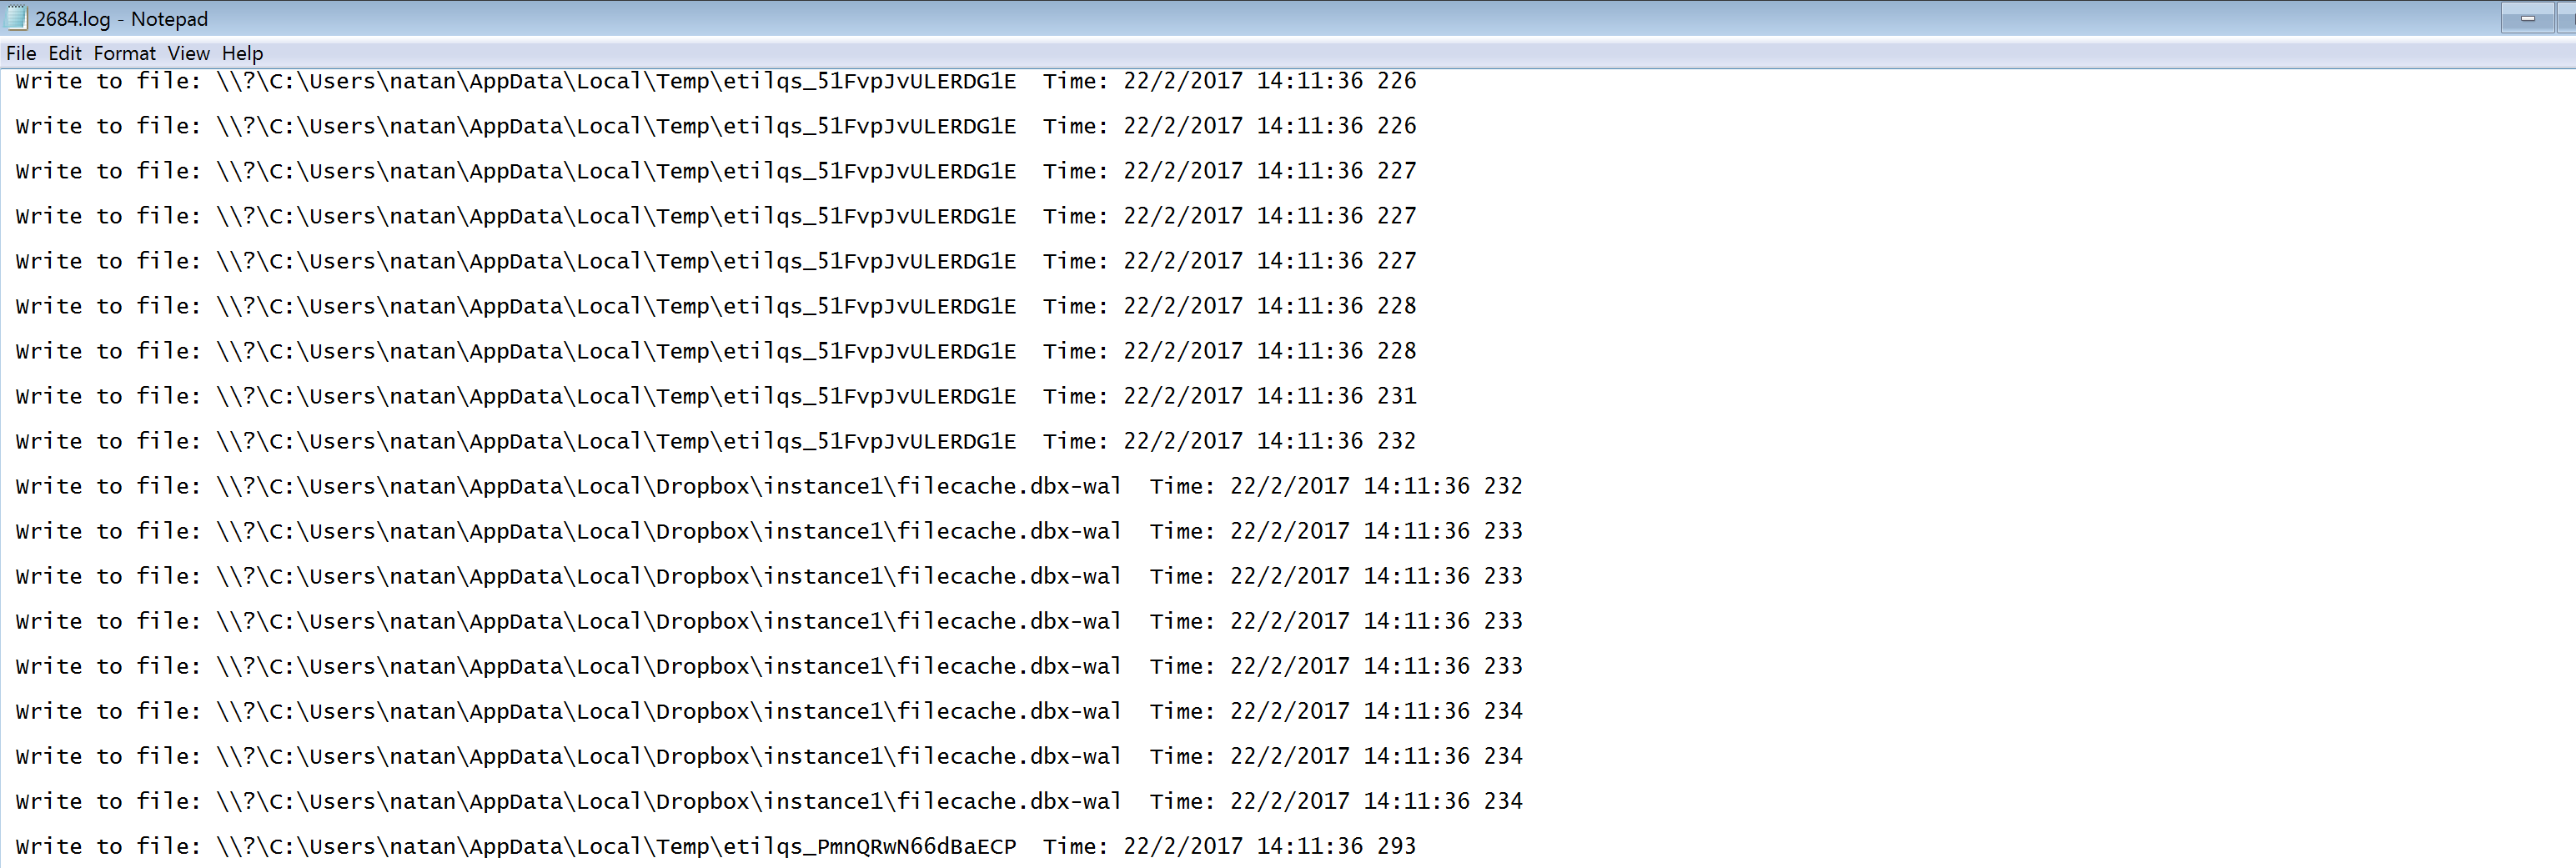 2684.log - Notepad
File Edit Format View Help
Write to file: \\?\C:\Users\natan\AppData\Local\Temp\etilqs_51FvpJvULERDG1E  Time: 22/2/2017 14:11:36 226
Write to file: \\?\C:\Users\natan\AppData\Local\Temp\etilqs_51FvpJvULERDG1E  Time: 22/2/2017 14:11:36 226
Write to file: \\?\C:\Users\natan\AppData\Local\Temp\etilqs_51FvpJvULERDG1E  Time: 22/2/2017 14:11:36 227
Write to file: \\?\C:\Users\natan\AppData\Local\Temp\etilqs_51FvpJvULERDG1E  Time: 22/2/2017 14:11:36 227
Write to file: \\?\C:\Users\natan\AppData\Local\Temp\etilqs_51FvpJvULERDG1E  Time: 22/2/2017 14:11:36 227
Write to file: \\?\C:\Users\natan\AppData\Local\Temp\etilqs_51FvpJvULERDG1E  Time: 22/2/2017 14:11:36 228
Write to file: \\?\C:\Users\natan\AppData\Local\Temp\etilqs_51FvpJvULERDG1E  Time: 22/2/2017 14:11:36 228
Write to file: \\?\C:\Users\natan\AppData\Local\Temp\etilqs_51FvpJvULERDG1E  Time: 22/2/2017 14:11:36 231
Write to file: \\?\C:\Users\natan\AppData\Local\Temp\etilqs_51FvpJvULERDG1E  Time: 22/2/2017 14:11:36 232
Write to file: \\?\C:\Users\natan\AppData\Local\Dropbox\instance1\filecache.dbx-wal  Time: 22/2/2017 14:11:36 232
Write to file: \\?\C:\Users\natan\AppData\Local\Dropbox\instance1\filecache.dbx-wal  Time: 22/2/2017 14:11:36 233
Write to file: \\?\C:\Users\natan\AppData\Local\Dropbox\instance1\filecache.dbx-wal  Time: 22/2/2017 14:11:36 233
Write to file: \\?\C:\Users\natan\AppData\Local\Dropbox\instance1\filecache.dbx-wal  Time: 22/2/2017 14:11:36 233
Write to file: \\?\C:\Users\natan\AppData\Local\Dropbox\instance1\filecache.dbx-wal  Time: 22/2/2017 14:11:36 233
Write to file: \\?\C:\Users\natan\AppData\Local\Dropbox\instance1\filecache.dbx-wal  Time: 22/2/2017 14:11:36 234
Write to file: \\?\C:\Users\natan\AppData\Local\Dropbox\instance1\filecache.dbx-wal  Time: 22/2/2017 14:11:36 234
Write to file: \\?\C:\Users\natan\AppData\Local\Dropbox\instance1\filecache.dbx-wal  Time: 22/2/2017 14:11:36 234
Write to file: \\?\C:\Users\natan\AppData\Local\Temp\etilqs_PmnQRwN66dBaECP  Time: 22/2/2017 14:11:36 293